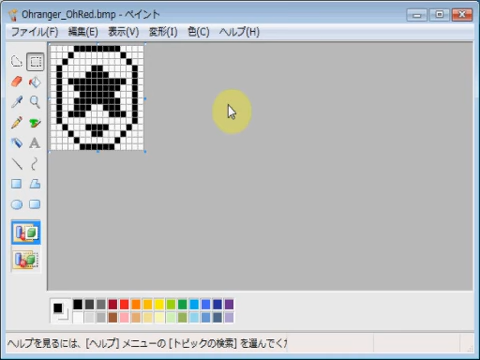 Ohranger_OhRed.bmp - ペイント
ファイル(F) 編集(E) 表示(V) 変形(I) 色(C) ヘルプ(H)
A
ヘルプを見るには、[ヘルプ] メニューの [トピックの検索] を選んでくだ